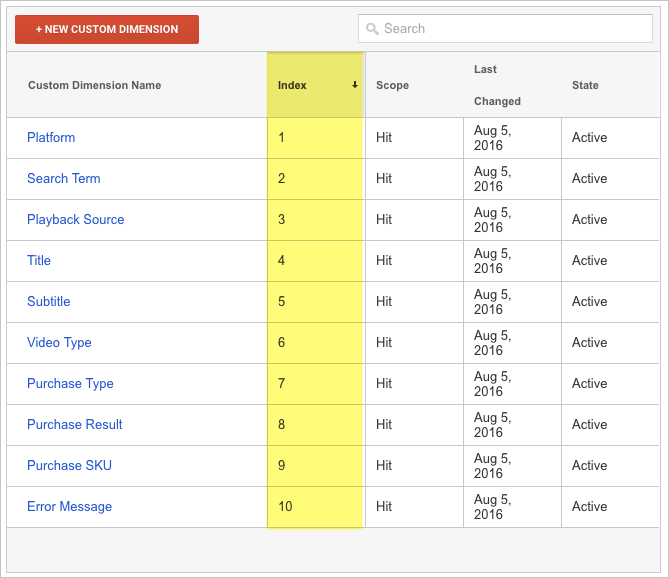 + NEW CUSTOM DIMENSION
Search
Custom Dimension Name Index Scope Last Changed State
Platform 1 Hit Aug 5, 2016 Active
Search Term 2 Hit Aug 5, 2016 Active
Playback Source 3 Hit Aug 5, 2016 Active
Title 4 Hit Aug 5, 2016 Active
Subtitle 5 Hit Aug 5, 2016 Active
Video Type 6 Hit Aug 5, 2016 Active
Purchase Type 7 Hit Aug 5, 2016 Active
Purchase Result 8 Hit Aug 5, 2016 Active
Purchase SKU 9 Hit Aug 5, 2016 Active
Error Message 10 Hit Aug 5, 2016 Active